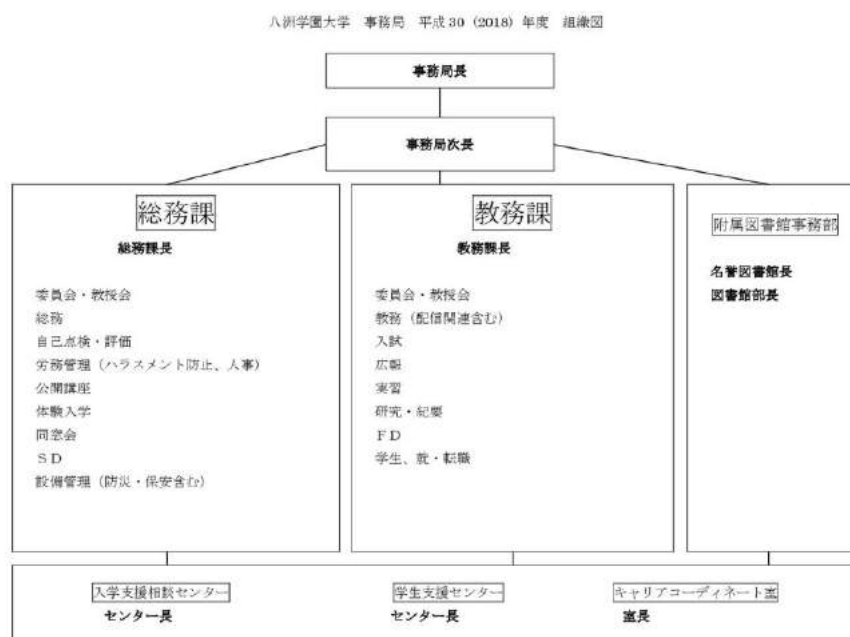 八洲学園大学　事務局　平成30（2018）年度　組織図
事務局長
事務局次長
総務課
総務課長
委員会・教授会
総務
自己点検・評価
労務管理（ハラスメント防止、人事）
公開講座
体験入学
同窓会
ＳＤ
設備管理（防災・保安含む）
教務課
教務課長
委員会・教授会
教務（配信関連含む）
入試
広報
実習
研究・紀要
ＦＤ
学生、就・転職
附属図書館事務部
名誉図書館長
図書館部長
入学支援相談センター
センター長
学生支援センター
センター長
キャリアコーディネート室
室長